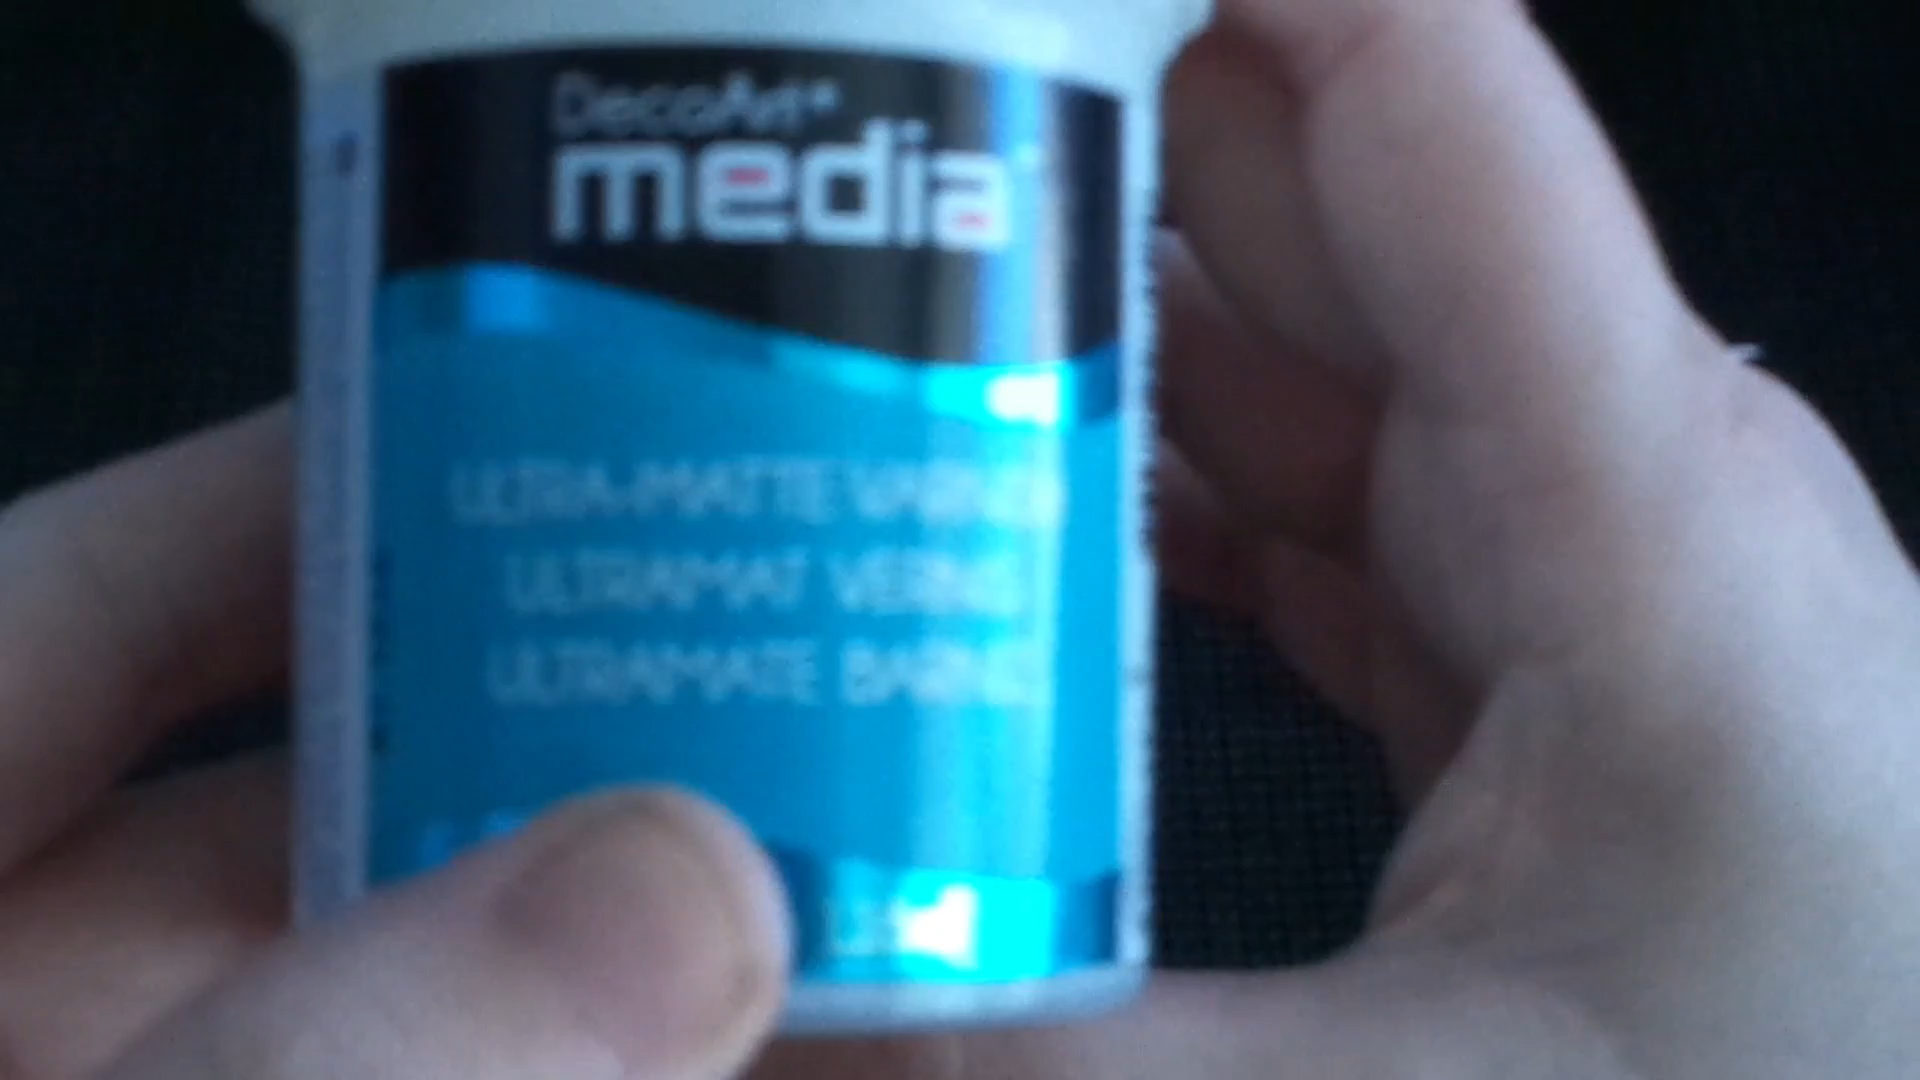 DecoArt®
media
ULTRA-MATTE VARNISH
ULTRAMAT VERNIS
ULTRAMATE BARNIZ